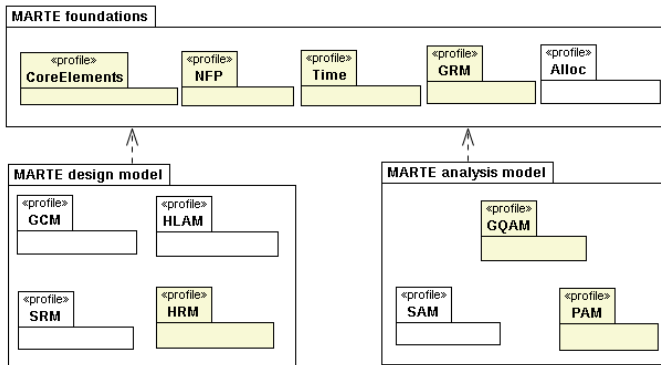 MARTE foundations
«profile»
CoreElements
«profile»
NFP
«profile»
Time
«profile»
GRM
«profile»
Alloc
MARTE design model
«profile»
GCM
«profile»
HLAM
«profile»
SRM
«profile»
HRM
MARTE analysis model
«profile»
GQAM
«profile»
SAM
«profile»
PAM